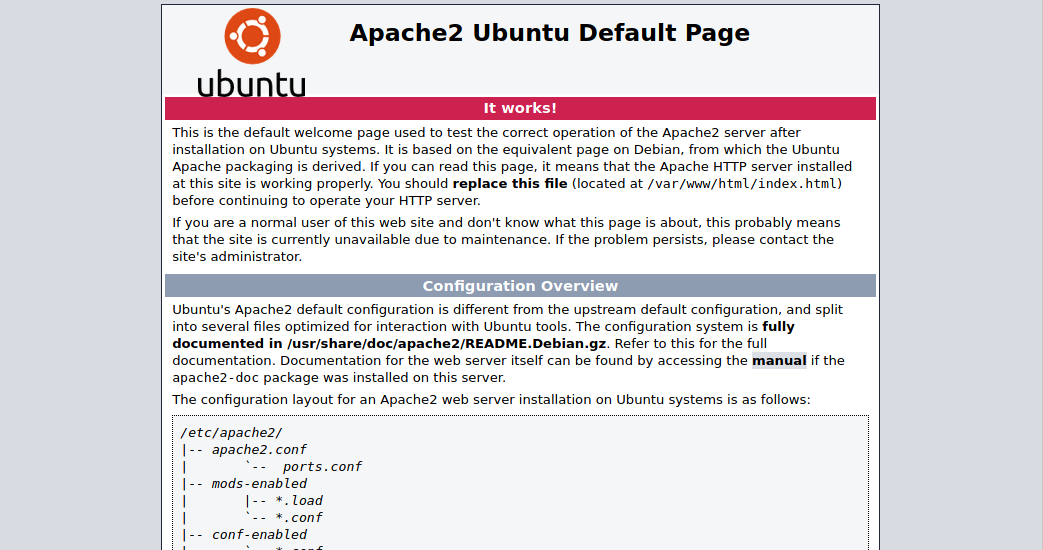 ubuntu
Apache2 Ubuntu Default Page
It works!
This is the default welcome page used to test the correct operation of the Apache2 server after
installation on Ubuntu systems. It is based on the equivalent page on Debian, from which the Ubuntu
Apache packaging is derived. If you can read this page, it means that the Apache HTTP server installed
at this site is working properly. You should replace this file (located at /var/www/html/index.html)
before continuing to operate your HTTP server.
If you are a normal user of this web site and don't know what this page is about, this probably means
that the site is currently unavailable due to maintenance. If the problem persists, please contact the
site's administrator.
Configuration Overview
Ubuntu's Apache2 default configuration is different from the upstream default configuration, and split
into several files optimized for interaction with Ubuntu tools. The configuration system is fully
documented in /usr/share/doc/apache2/README.Debian.gz. Refer to this for the full
documentation. Documentation for the web server itself can be found by accessing the manual if the
apache2-doc package was installed on this server.
The configuration layout for an Apache2 web server installation on Ubuntu systems is as follows:
/etc/apache2/
|-- apache2.conf
|       `--  ports.conf
|-- mods-enabled
|       |-- *.load
|       `-- *.conf
|-- conf-enabled
|       `-- *.conf